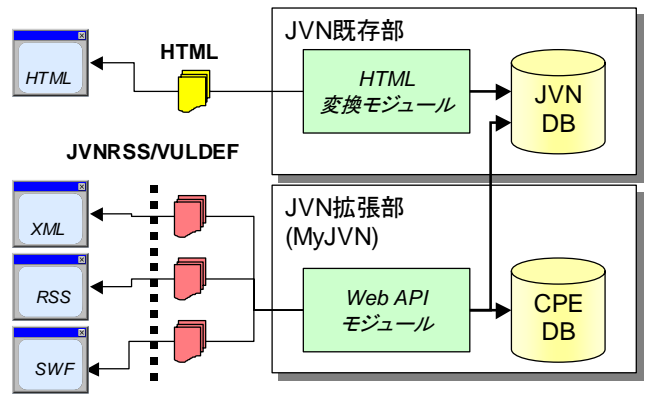 JVN既存部
HTML
HTML
HTML
変換モジュール
JVN
DB
JVNRSS/VULDEF
XML
JVN拡張部
(MyJVN)
RSS
Web API
モジュール
CPE
DB
SWF